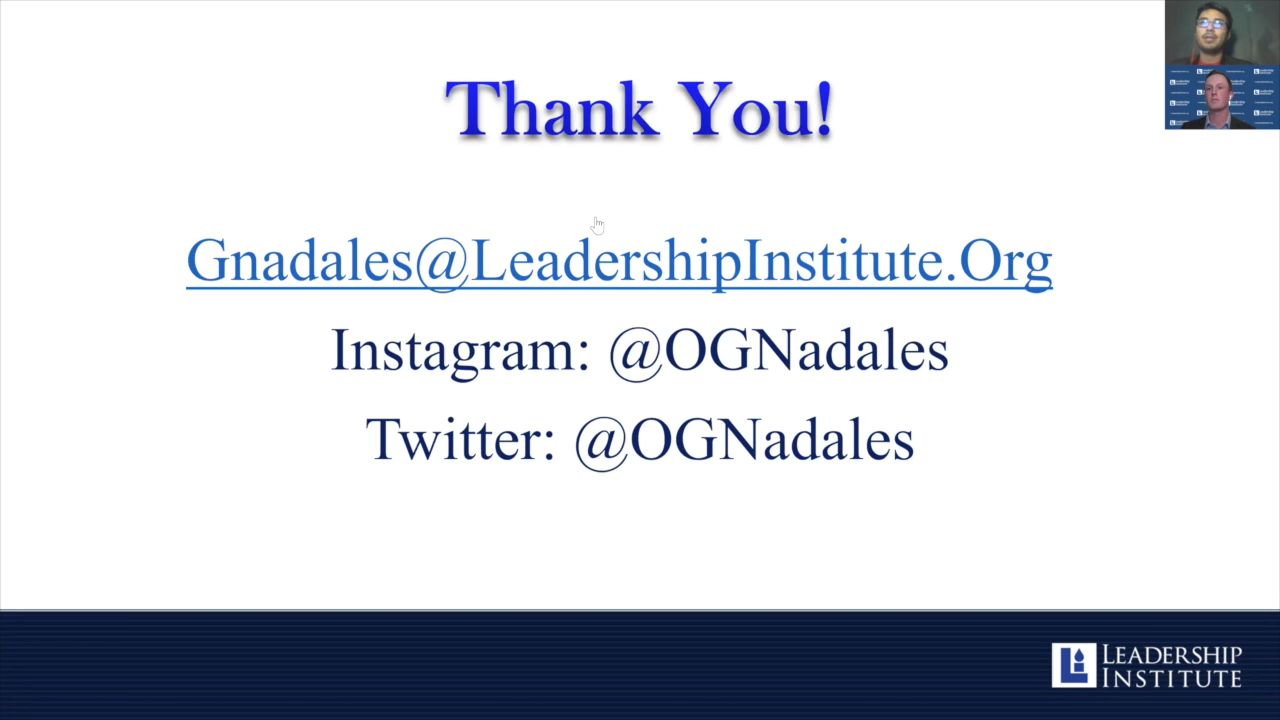 Thank You!
Gnadales@LeadershipInstitute.Org
Instagram: @OGNadales
Twitter: @OGNadales
LEADERSHIP
INSTITUTE